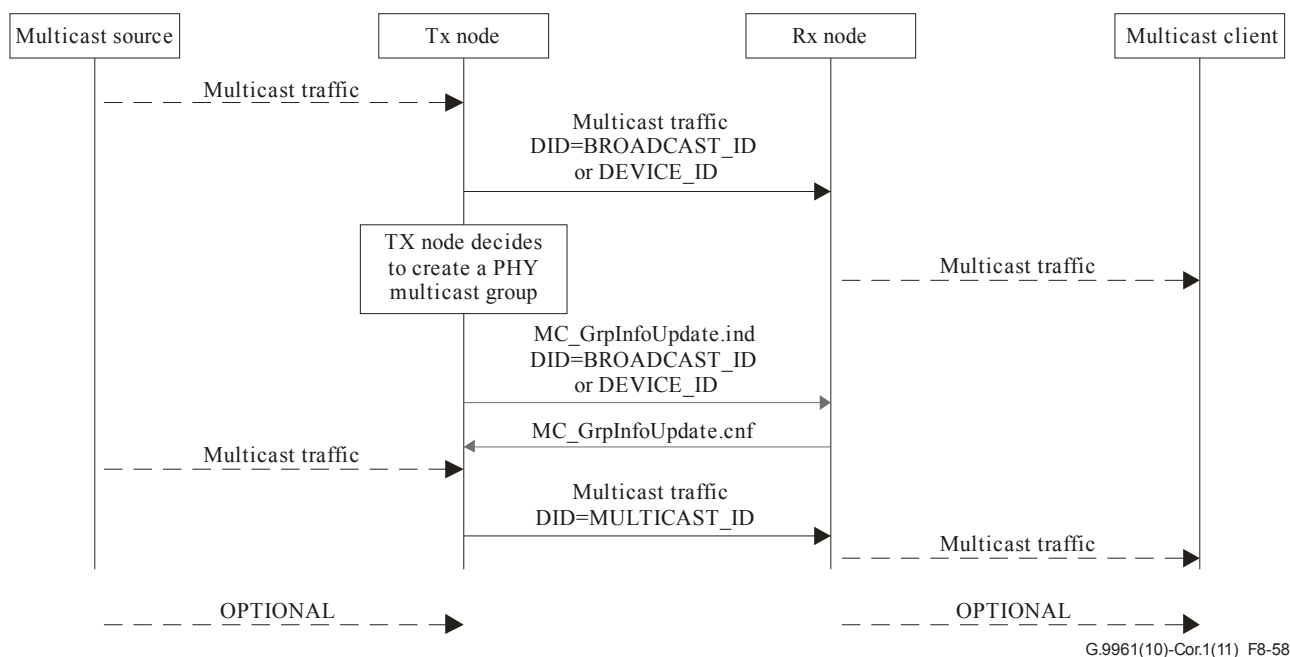 Multicast source
Tx node
Rx node
Multicast client
Multicast traffic
Multicast traffic
DID=BROADCAST_ID
or DEVICE_ID
TX node decides
to create a PHY
multicast group
Multicast traffic
MC_GrpInfoUpdate.ind
DID=BROADCAST_ID
or DEVICE_ID
MC_GrpInfoUpdate.cnf
Multicast traffic
Multicast traffic
DID=MULTICAST_ID
Multicast traffic
OPTIONAL
OPTIONAL
G.9961(10)-Cor.1(11)_F8-58